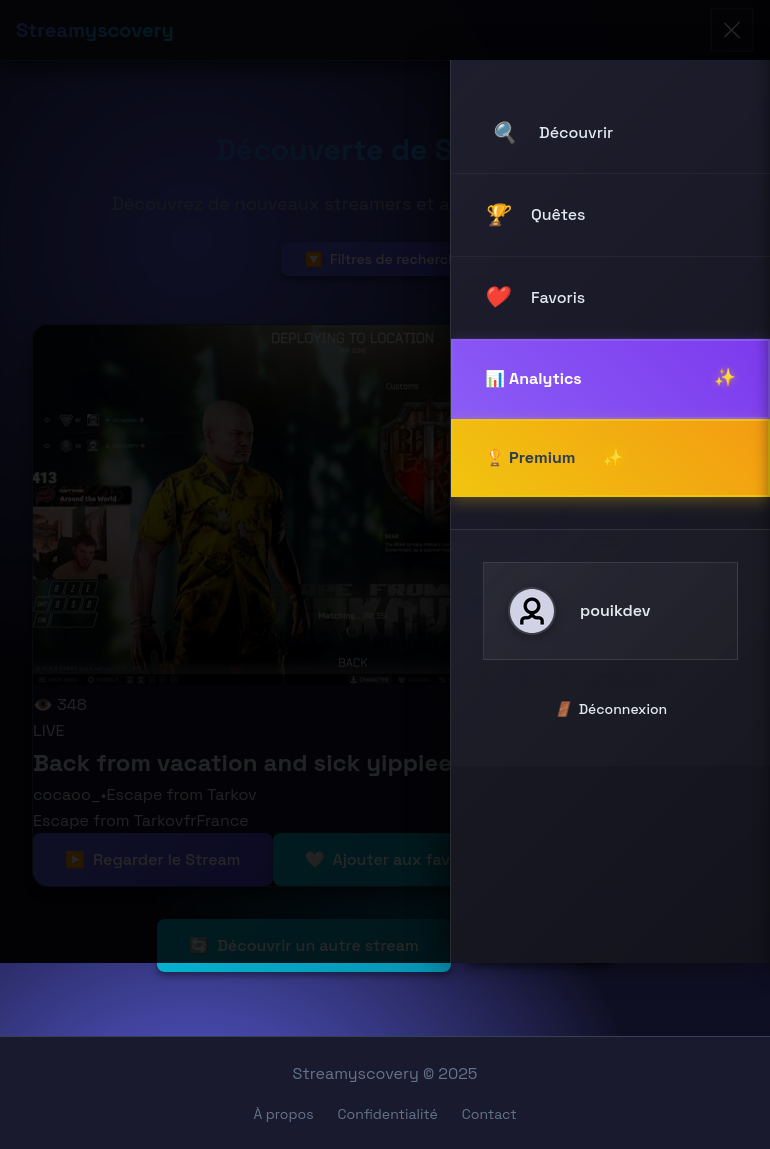 Streamyscovery
Découvrir
Quêtes
Favoris
Analytics
Premium
pouikdev
Déconnexion
Découverte de S
Découvrez de nouveaux streamers et a
Filtres de recherc
DEPLOYING TO LOCATION
Customs
413
Around the World
BEAR
Matching...
BACK
CHARACTER
348
LIVE
Back from vacation and sick yippiee
cocaoo_•Escape from Tarkov
Escape from TarkovfrFrance
Regarder le Stream
Ajouter aux fav
Découvrir un autre stream
Streamyscovery © 2025
À propos Confidentialité Contact